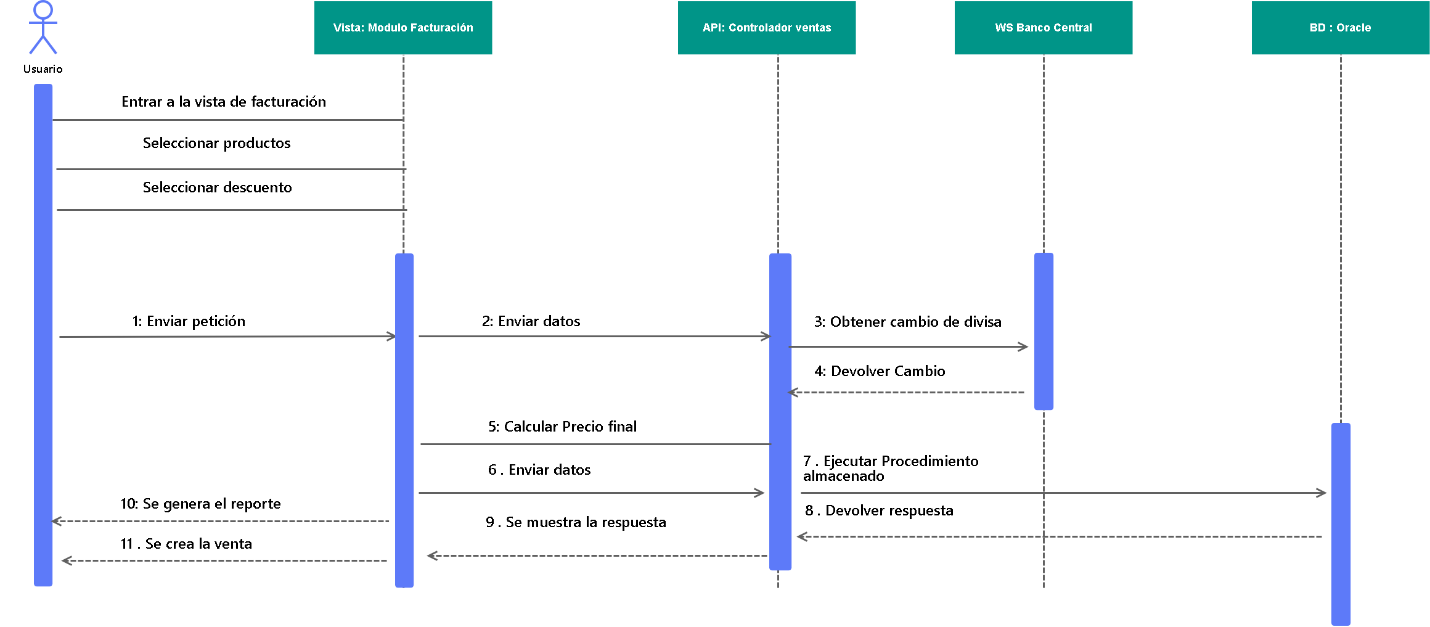 Usuario
Vista: Modulo Facturación
API: Controlador ventas
WS Banco Central
BD : Oracle
Entrar a la vista de facturación
Seleccionar productos
Seleccionar descuento
1: Enviar petición
2: Enviar datos
3: Obtener cambio de divisa
4: Devolver Cambio
5: Calcular Precio final
6 . Enviar datos
7 . Ejecutar Procedimiento
almacenado
8 . Devolver respuesta
9 . Se muestra la respuesta
10: Se genera el reporte
11 . Se crea la venta